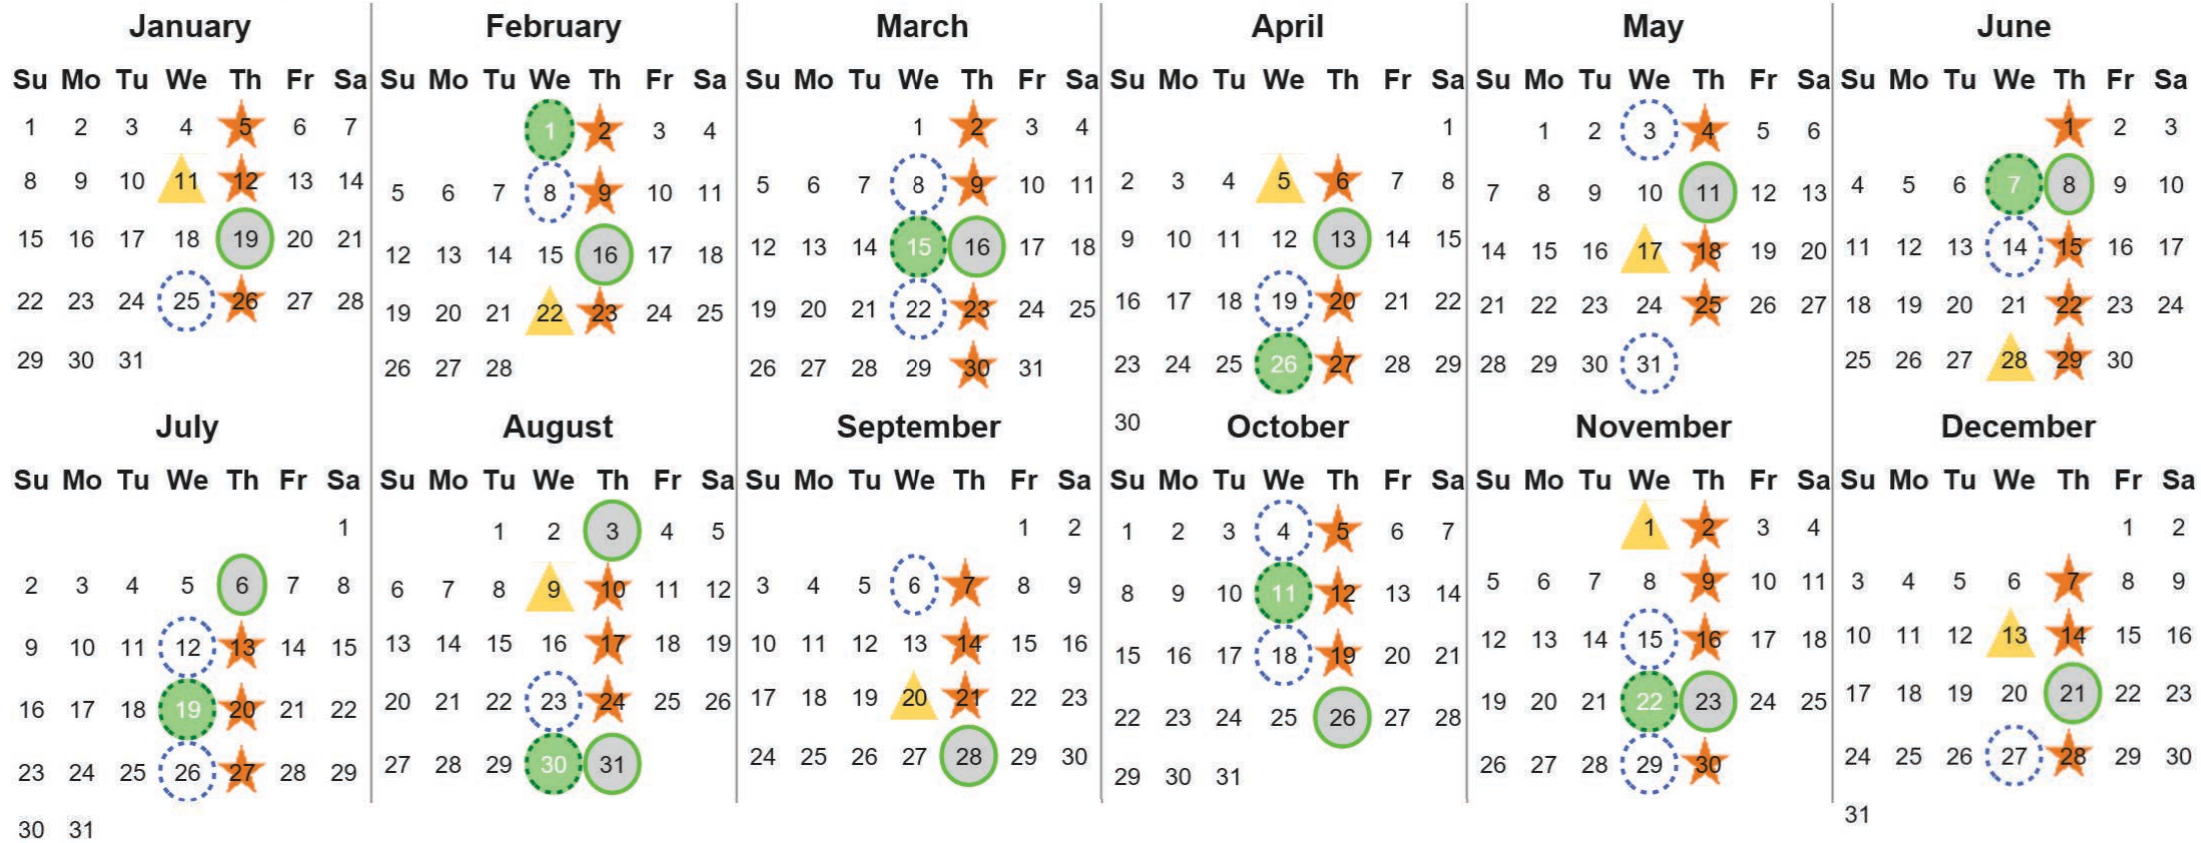 January February March April May June
Su Mo Tu We Th Fr Sa Su Mo Tu We Th Fr Sa Su Mo Tu We Th Fr Sa Su Mo Tu We Th Fr Sa Su Mo Tu We Th Fr Sa Su Mo Tu We Th Fr Sa
1 2 3 4 5 6 7 1 2 3 4 1 2 3 4 1 1 2 3 4 5 6 1 2 3
8 9 10 11 12 13 14 5 6 7 8 9 10 11 5 6 7 8 9 10 11 2 3 4 5 6 7 8 7 8 9 10 11 12 13 4 5 6 7 8 9 10
15 16 17 18 19 20 21 12 13 14 15 16 17 18 12 13 14 15 16 17 18 9 10 11 12 13 14 15 14 15 16 17 18 19 20 11 12 13 14 15 16 17
22 23 24 25 26 27 28 19 20 21 22 23 24 25 19 20 21 22 23 24 25 16 17 18 19 20 21 22 21 22 23 24 25 26 27 18 19 20 21 22 23 24
29 30 31 26 27 28 26 27 28 29 30 31 23 24 25 26 27 28 29 28 29 30 31 25 26 27 28 29 30
30
July August September October November December
Su Mo Tu We Th Fr Sa Su Mo Tu We Th Fr Sa Su Mo Tu We Th Fr Sa Su Mo Tu We Th Fr Sa Su Mo Tu We Th Fr Sa Su Mo Tu We Th Fr Sa
1 1 2 3 4 5 1 2 1 2 3 4 5 6 7 1 2 3 4 1 2
2 3 4 5 6 7 8 6 7 8 9 10 11 12 3 4 5 6 7 8 9 8 9 10 11 12 13 14 5 6 7 8 9 10 11 3 4 5 6 7 8 9
9 10 11 12 13 14 15 13 14 15 16 17 18 19 10 11 12 13 14 15 16 15 16 17 18 19 20 21 12 13 14 15 16 17 18 10 11 12 13 14 15 16
16 17 18 19 20 21 22 20 21 22 23 24 25 26 17 18 19 20 21 22 23 22 23 24 25 26 27 28 19 20 21 22 23 24 25 17 18 19 20 21 22 23
23 24 25 26 27 28 29 27 28 29 30 31 24 25 26 27 28 29 30 29 30 31 26 27 28 29 30 24 25 26 27 28 29 30
30 31 31